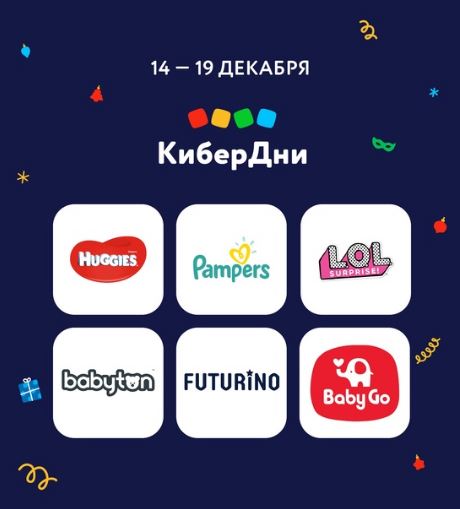 14 – 19 ДЕКАБРЯ
КиберДни
HUGGIES
Pampers
L.O.L.
SURPRISE!
babyton
FUTURINO
Baby Go